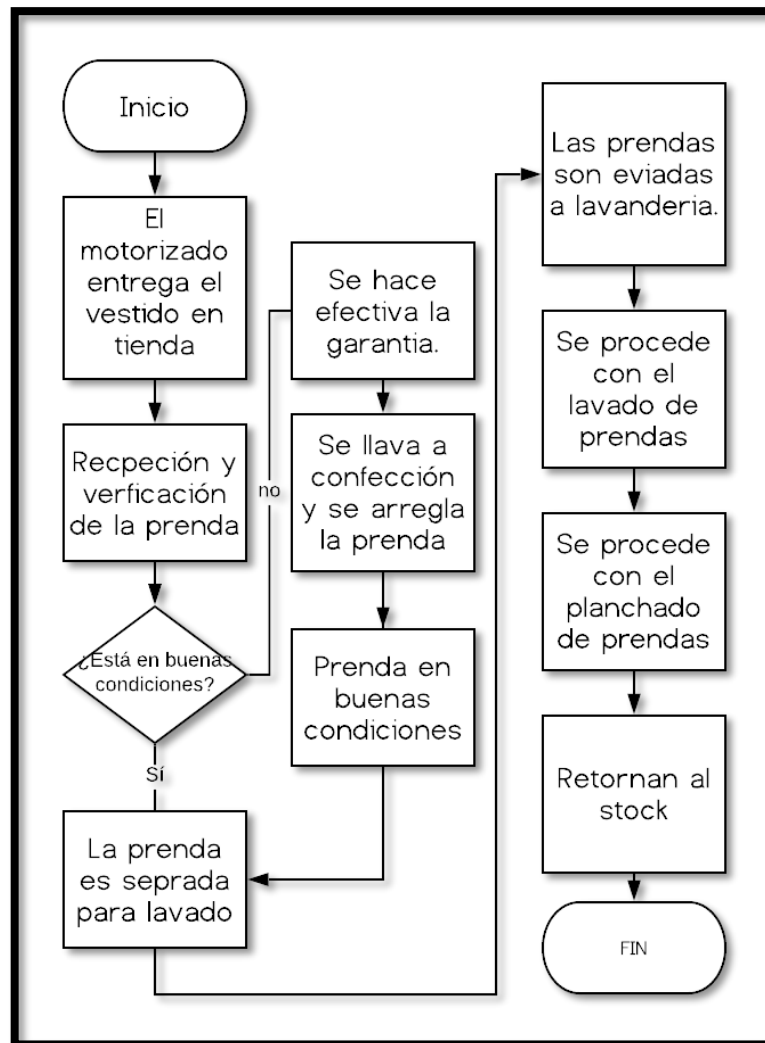 Inicio
El
motorizado
entrega el
vestido en
tienda
Recpeción y
verficación
de la prenda
¿Está en buenas
condiciones?
no
Sí
Se hace
efectiva la
garantia.
Se llava a
confección
y se arregla
la prenda
Prenda en
buenas
condiciones
La prenda
es seprada
para lavado
Las prendas
son eviadas
a lavanderia.
Se procede
con el
lavado de
prendas
Se procede
con el
planchado
de prendas
Retornan al
stock
FIN